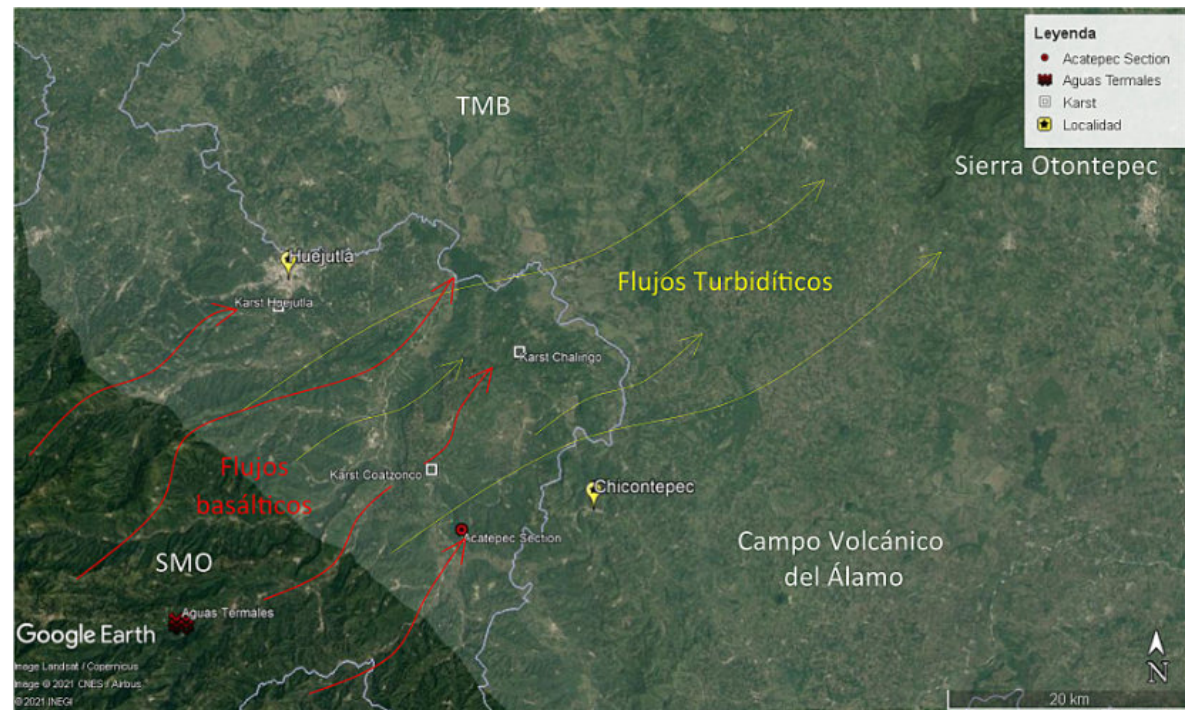 Leyenda
Acatepec Section
Aguas Termales
Karst
Localidad
TMB
Sierra Otontepec
Huejutla
Flujos Turbidíticos
Karst Huejutla
Karst Chalingo
Flujos
basálticos
Karst Coatzonco
Chicontepec
Acatepec Section
Campo Volcánico
del Álamo
SMO
Aguas Termales
Google Earth
Image Landsat / Copernicus
Image © 2021 CNES / Airbus
© 2021 INEGI
N
20 km